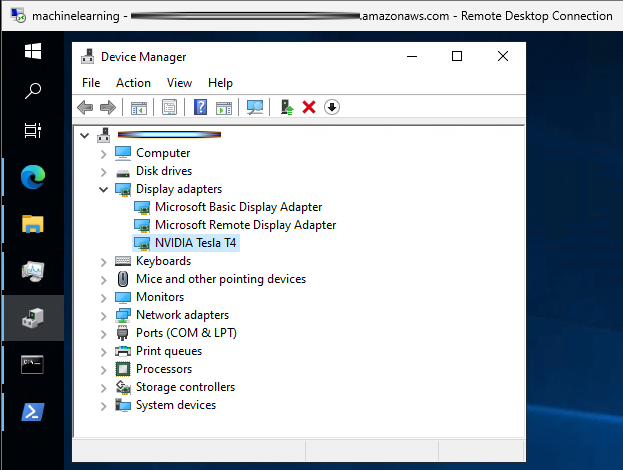 machinelearning - .amazonaws.com - Remote Desktop Connection
Device Manager
File Action View Help
Computer
Disk drives
Display adapters
Microsoft Basic Display Adapter
Microsoft Remote Display Adapter
NVIDIA Tesla T4
Keyboards
Mice and other pointing devices
Monitors
Network adapters
Ports (COM & LPT)
Print queues
Processors
Storage controllers
System devices